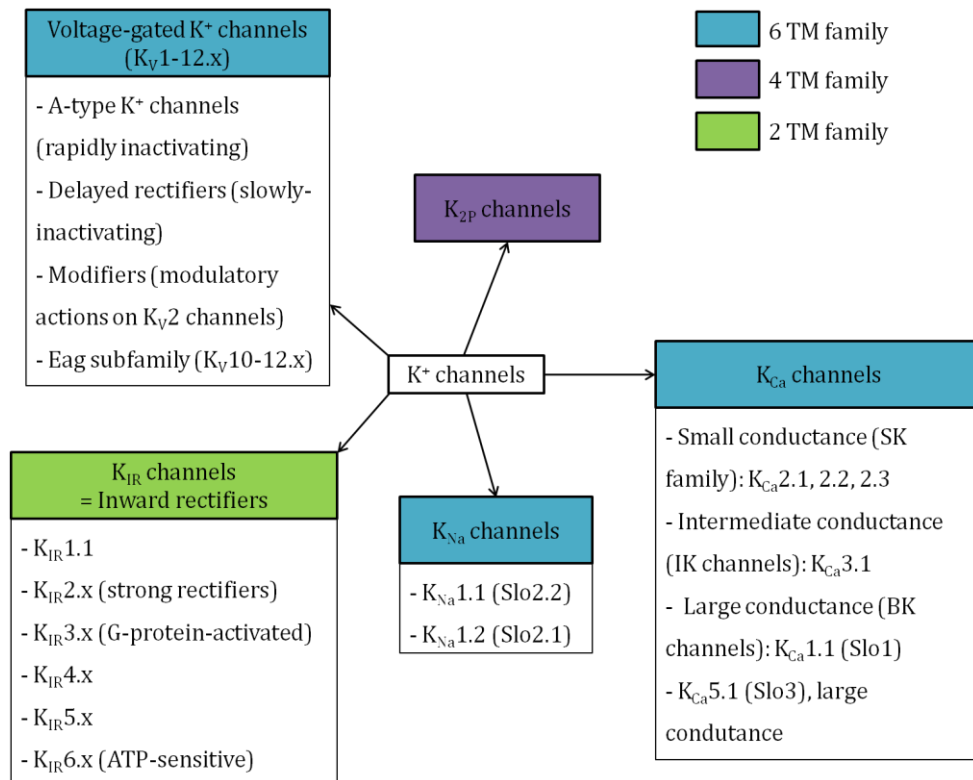 Voltage-gated K⁺ channels
(Kᵥ1-12.x)
- A-type K⁺ channels
(rapidly inactivating)
- Delayed rectifiers (slowly-
inactivating)
- Modifiers (modulatory
actions on Kᵥ2 channels)
- Eag subfamily (Kᵥ10-12.x)
6 TM family
4 TM family
2 TM family
K₂P channels
K⁺ channels
KCa channels
- Small conductance (SK
family): KCa2.1, 2.2, 2.3
- Intermediate conductance
(IK channels): KCa3.1
- Large conductance (BK
channels): KCa1.1 (Slo1)
- KCa5.1 (Slo3), large
condutance
KIR channels
= Inward rectifiers
- KIR1.1
- KIR2.x (strong rectifiers)
- KIR3.x (G-protein-activated)
- KIR4.x
- KIR5.x
- KIR6.x (ATP-sensitive)
KNa channels
- KNa1.1 (Slo2.2)
- KNa1.2 (Slo2.1)